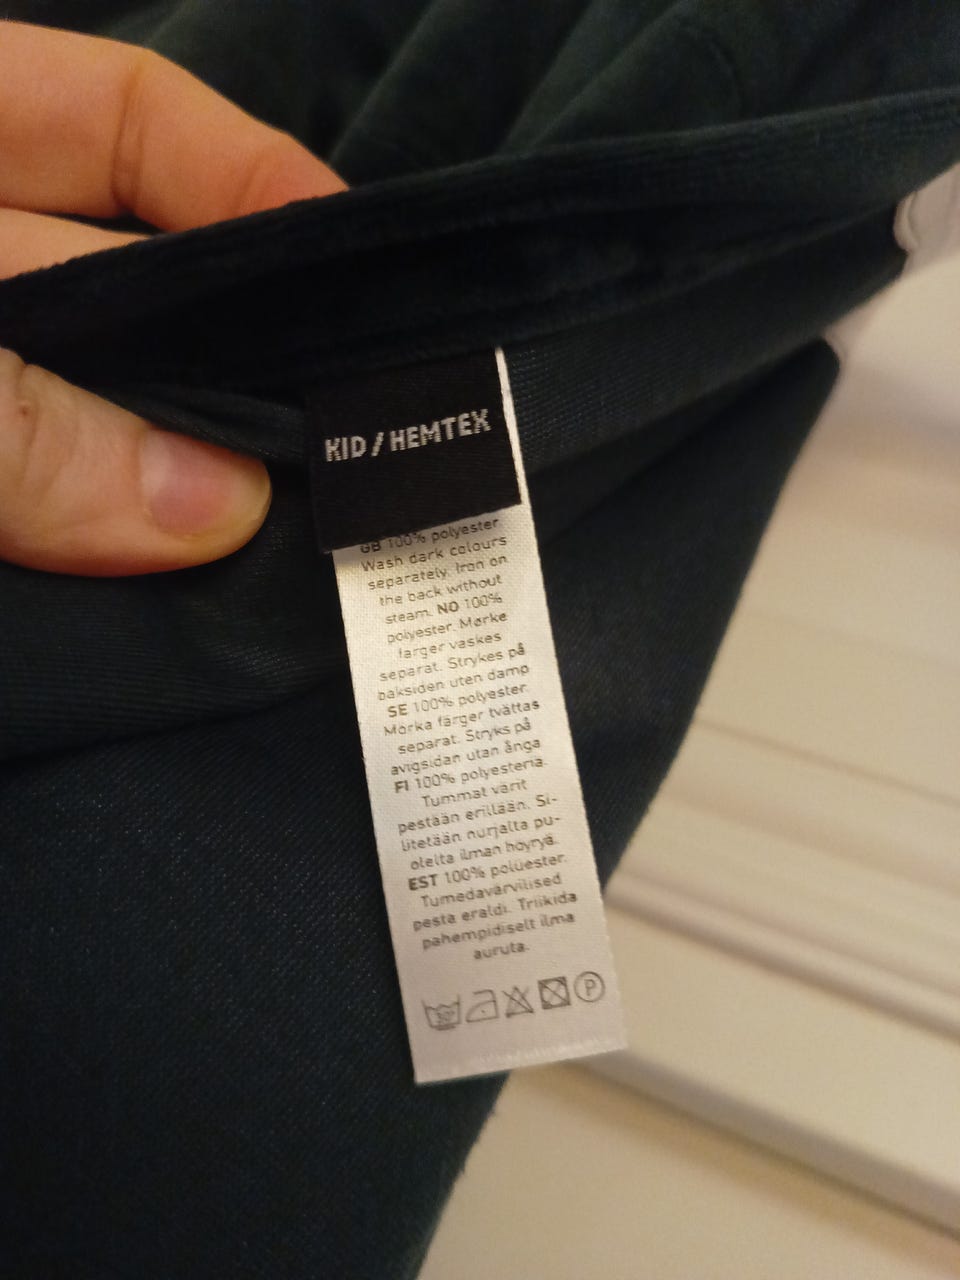 KID / HEMTEX
GB 100% polyester.
Wash dark colours
separately. Iron on
the back without
steam. NO 100%
polyester. Mørke
farger vaskes
separat. Strykes på
baksiden uten damp
SE 100% polyester.
Mörka färger tvättas
separat. Stryks på
avigsidan utan ånga.
FI 100% polyesteria.
Tummat värit
pestään erillään. Si-
litetään nurjalta pu-
olelta ilman höyryä.
EST 100% polüester.
Tumedavärvilised
pesta eraldi. Triikida
pahempidiselt ilma
auruta.
30°
P